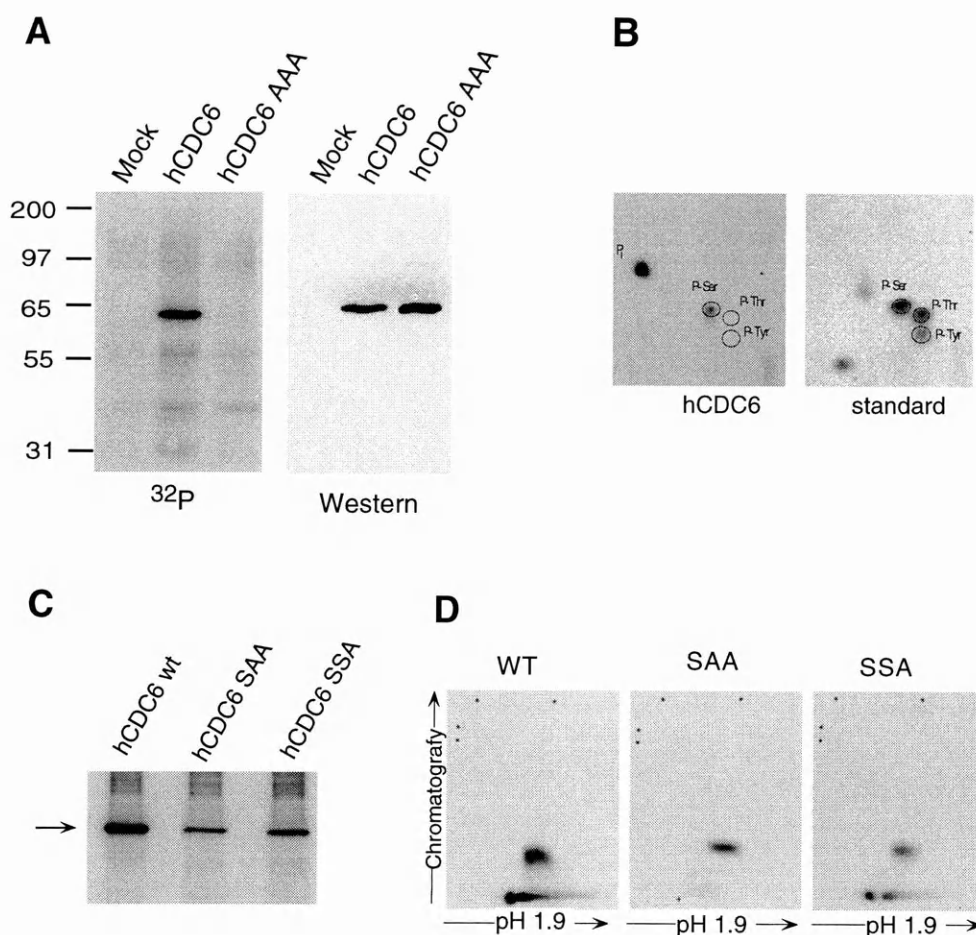 A
Mock
hCDC6
hCDC6 AAA
Mock
hCDC6
hCDC6 AAA
200
97
65
55
31
32P
Western
B
Pi
P-Ser
P-Thr
P-Tyr
P-Ser
P-Thr
P-Tyr
hCDC6
standard
C
hCDC6 wt
hCDC6 SAA
hCDC6 SSA
D
WT
SAA
SSA
Chromatografy
pH 1.9
pH 1.9
pH 1.9